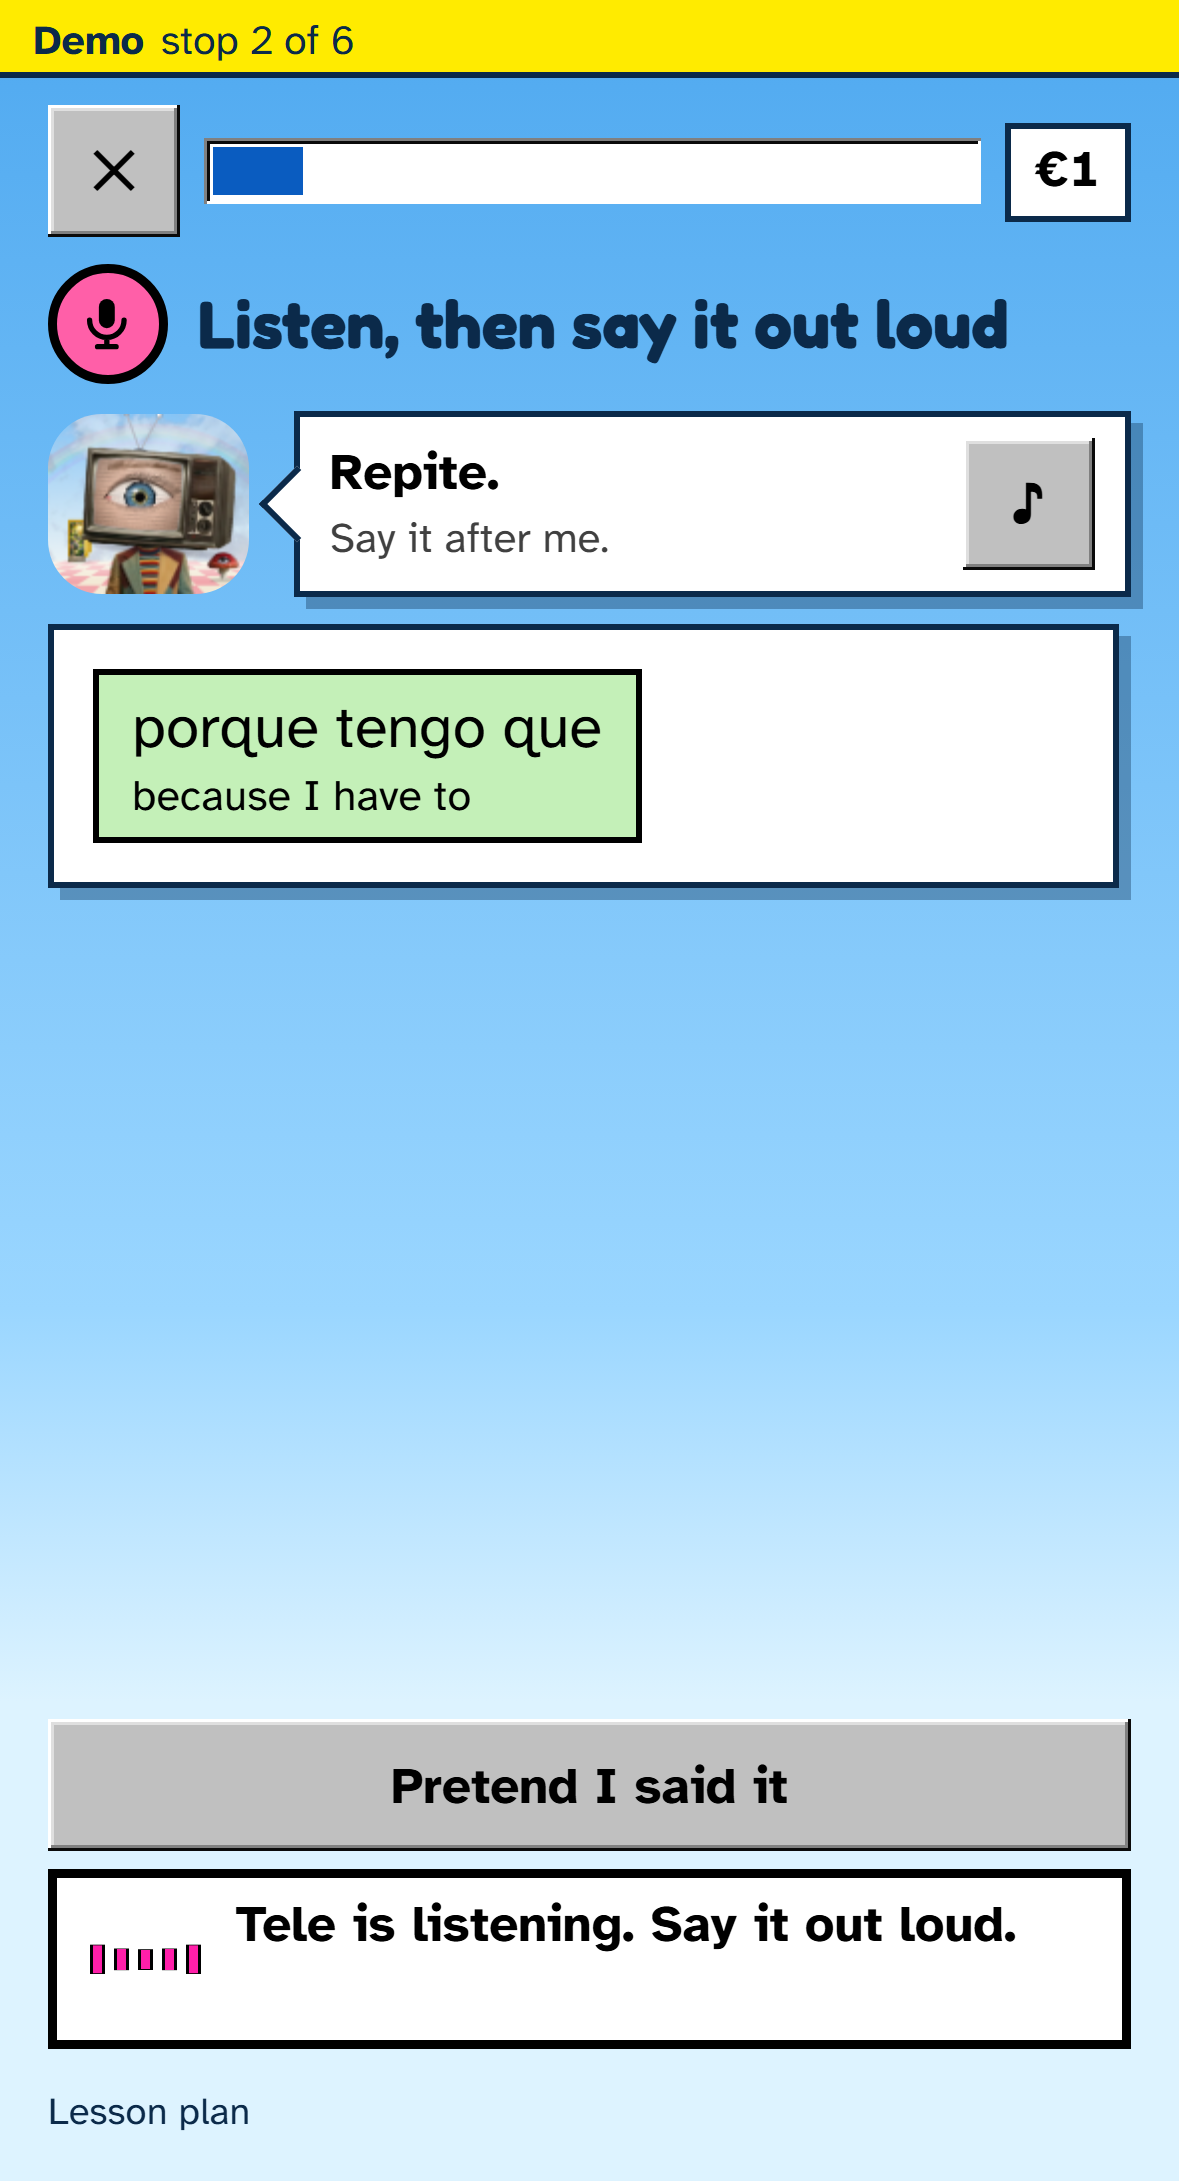 Demo stop 2 of 6
€1
Listen, then say it out loud
Repite.
Say it after me.
porque tengo que
because I have to
Pretend I said it
Tele is listening. Say it out loud.
Lesson plan